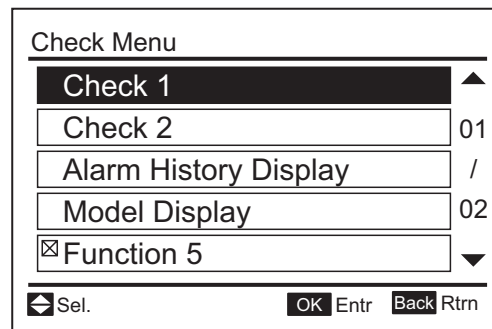 Check Menu
Check 1
Check 2
Alarm History Display
Model Display
Function 5
01
/
02
Sel. OK Entr Back Rtrn